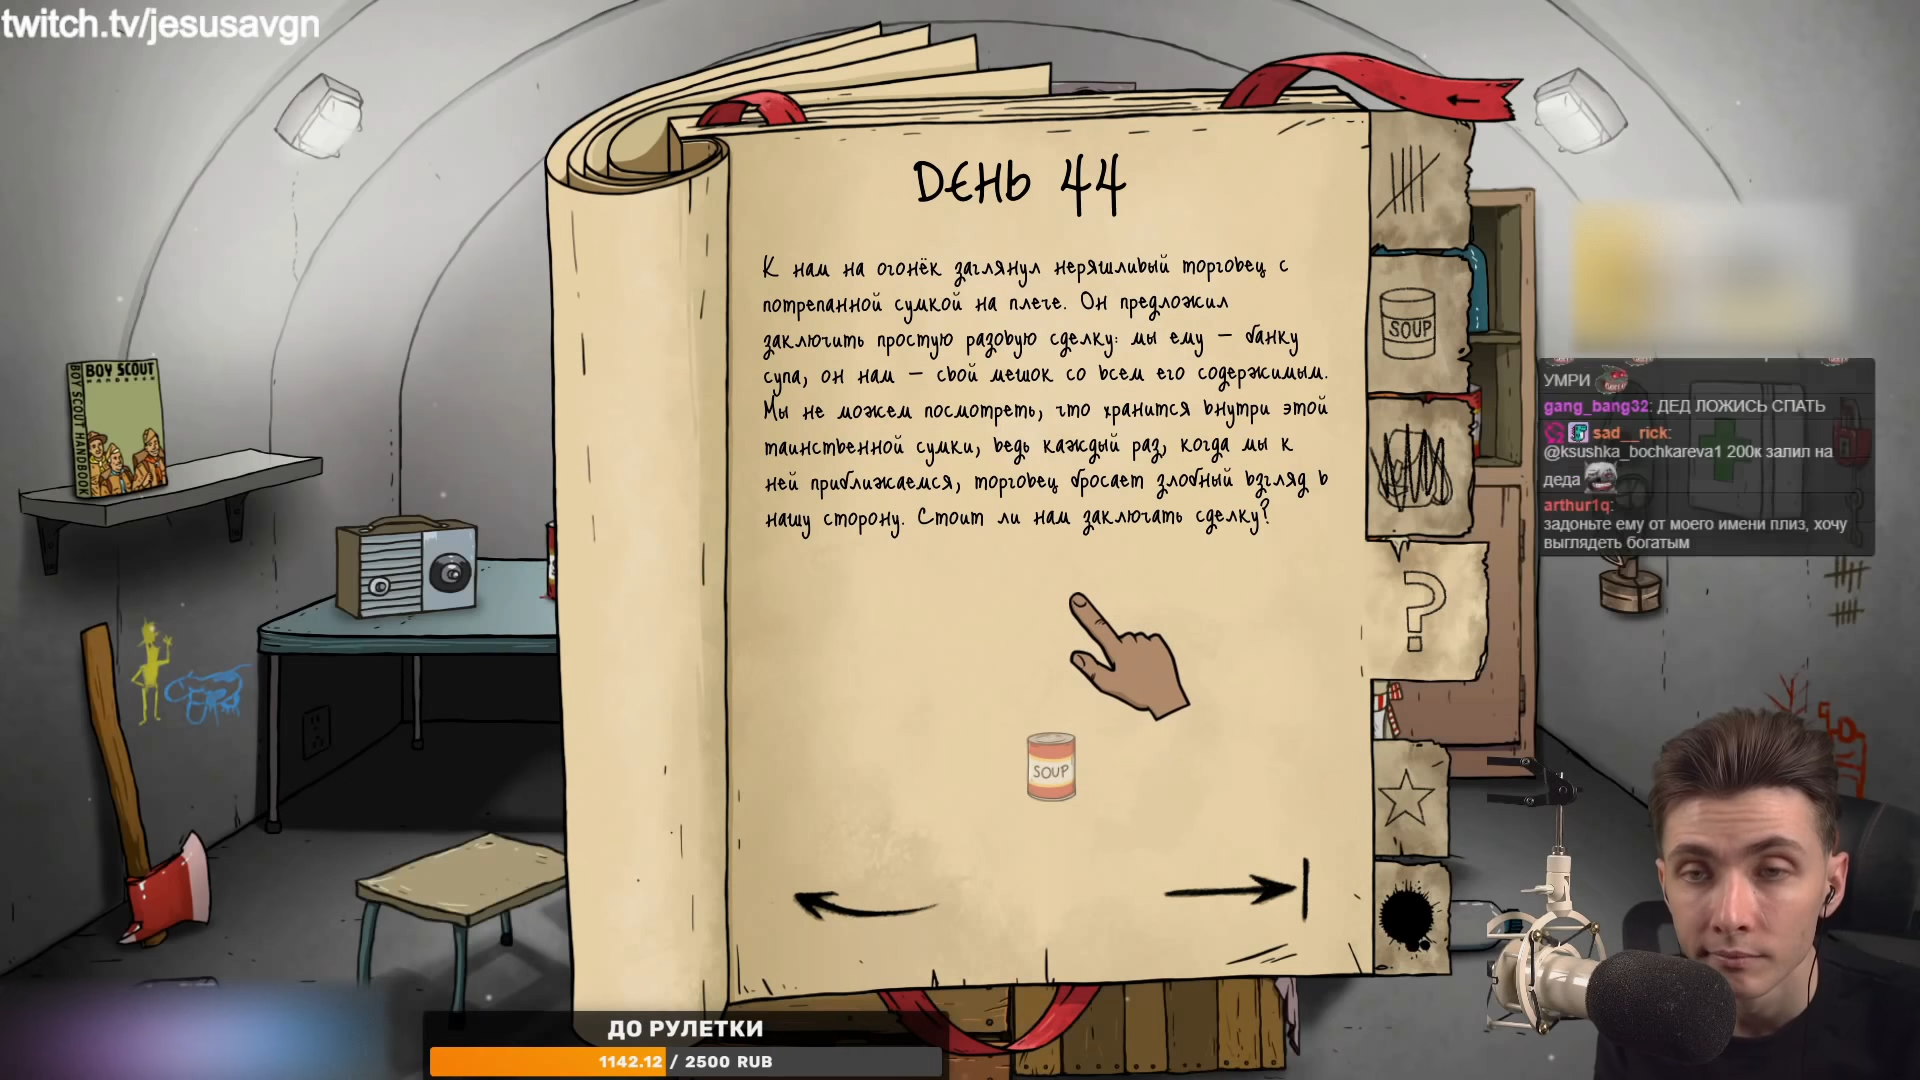 twitch.tv/jesusavgn
День 44
К нам на огонёк заглянул неряшливый торговец с
потрепанной сумкой на плече. Он предложил
заключить простую разовую сделку: мы ему – банку
супа, он нам – свой мешок со всем его содержимым.
Мы не можем посмотреть, что хранится внутри этой
таинственной сумки, ведь каждый раз, когда мы к
ней приближаемся, торговец бросает злобный взгляд в
нашу сторону. Стоит ли нам заключать сделку?
SOUP
SOUP
BOY SCOUT
HANDBOOK
BOY SCOUT HANDBOOK
УМРИ
gang_bang32: ДЕД ЛОЖИСЬ СПАТЬ
sad__rick:
@ksushka_bochkareva1 200к залил на
деда
arthur1q:
задоньте ему от моего имени плиз, хочу
выглядеть богатым
ДО РУЛЕТКИ
1142.12 / 2500 RUB